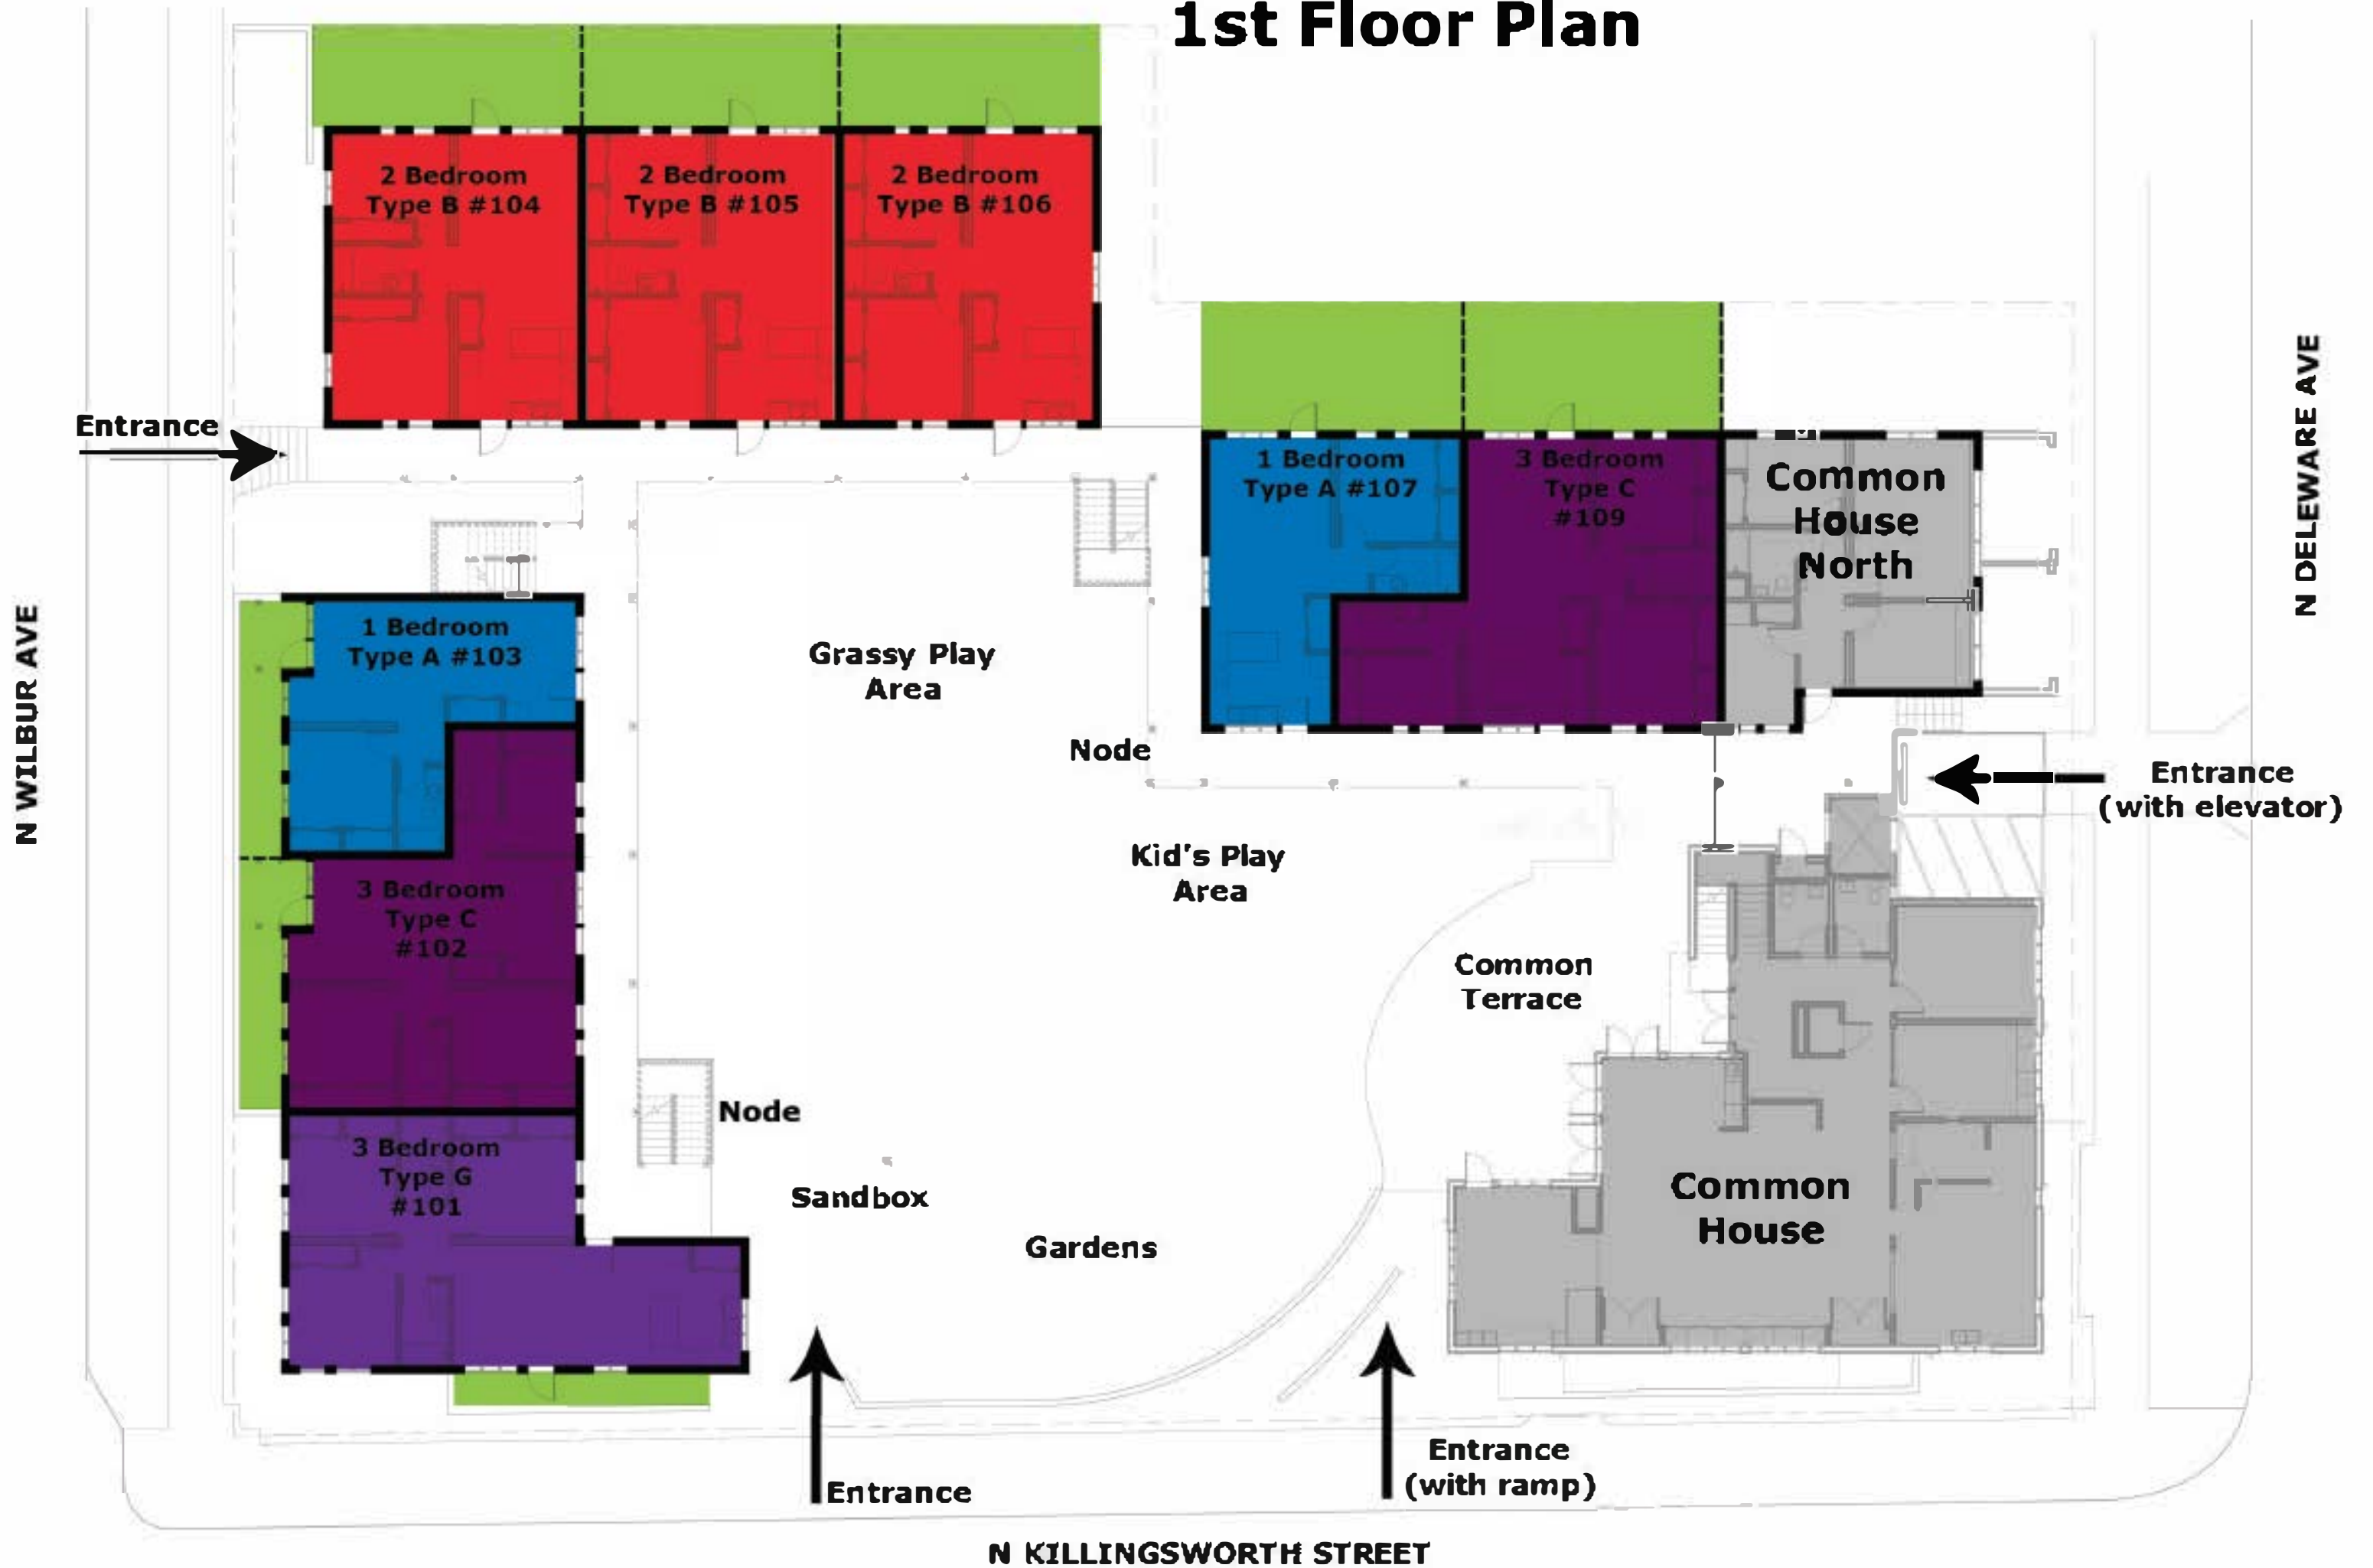 1st Floor Plan
2 Bedroom
Type B #104
2 Bedroom
Type B #105
2 Bedroom
Type B #106
Entrance
1 Bedroom
Type A #107
3 Bedroom
Type C
#109
Common
House
North
N DELEWARE AVE
N WILBUR AVE
1 Bedroom
Type A #103
Grassy Play
Area
Node
Entrance
(with elevator)
Kid's Play
Area
3 Bedroom
Type C
#102
Common
Terrace
Node
3 Bedroom
Type G
#101
Sandbox
Gardens
Common
House
Entrance
Entrance
(with ramp)
N KILLINGSWORTH STREET